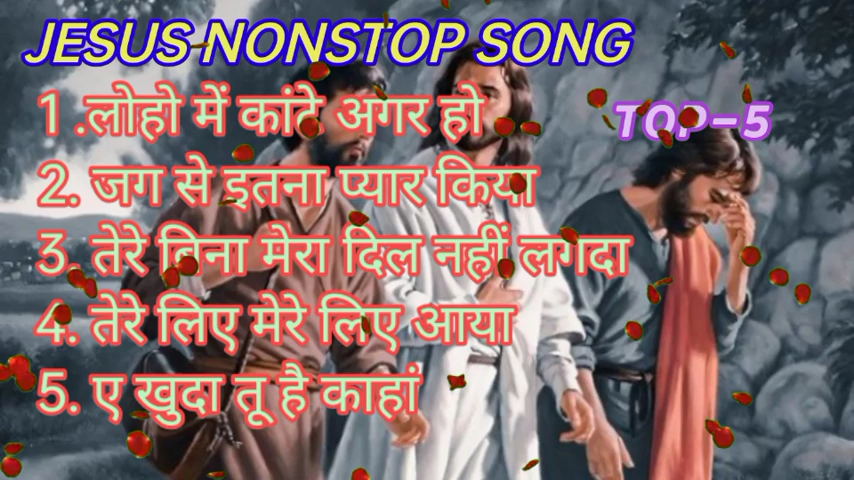 JESUS NONSTOP SONG
1 .लोहो में कांटे अगर हो
TOP-5
2. जग से इतना प्यार किया
3. तेरे बिना मेरा दिल नहीं लगदा
4. तेरे लिए मेरे लिए आया
5. ए खुदा तू है काहां